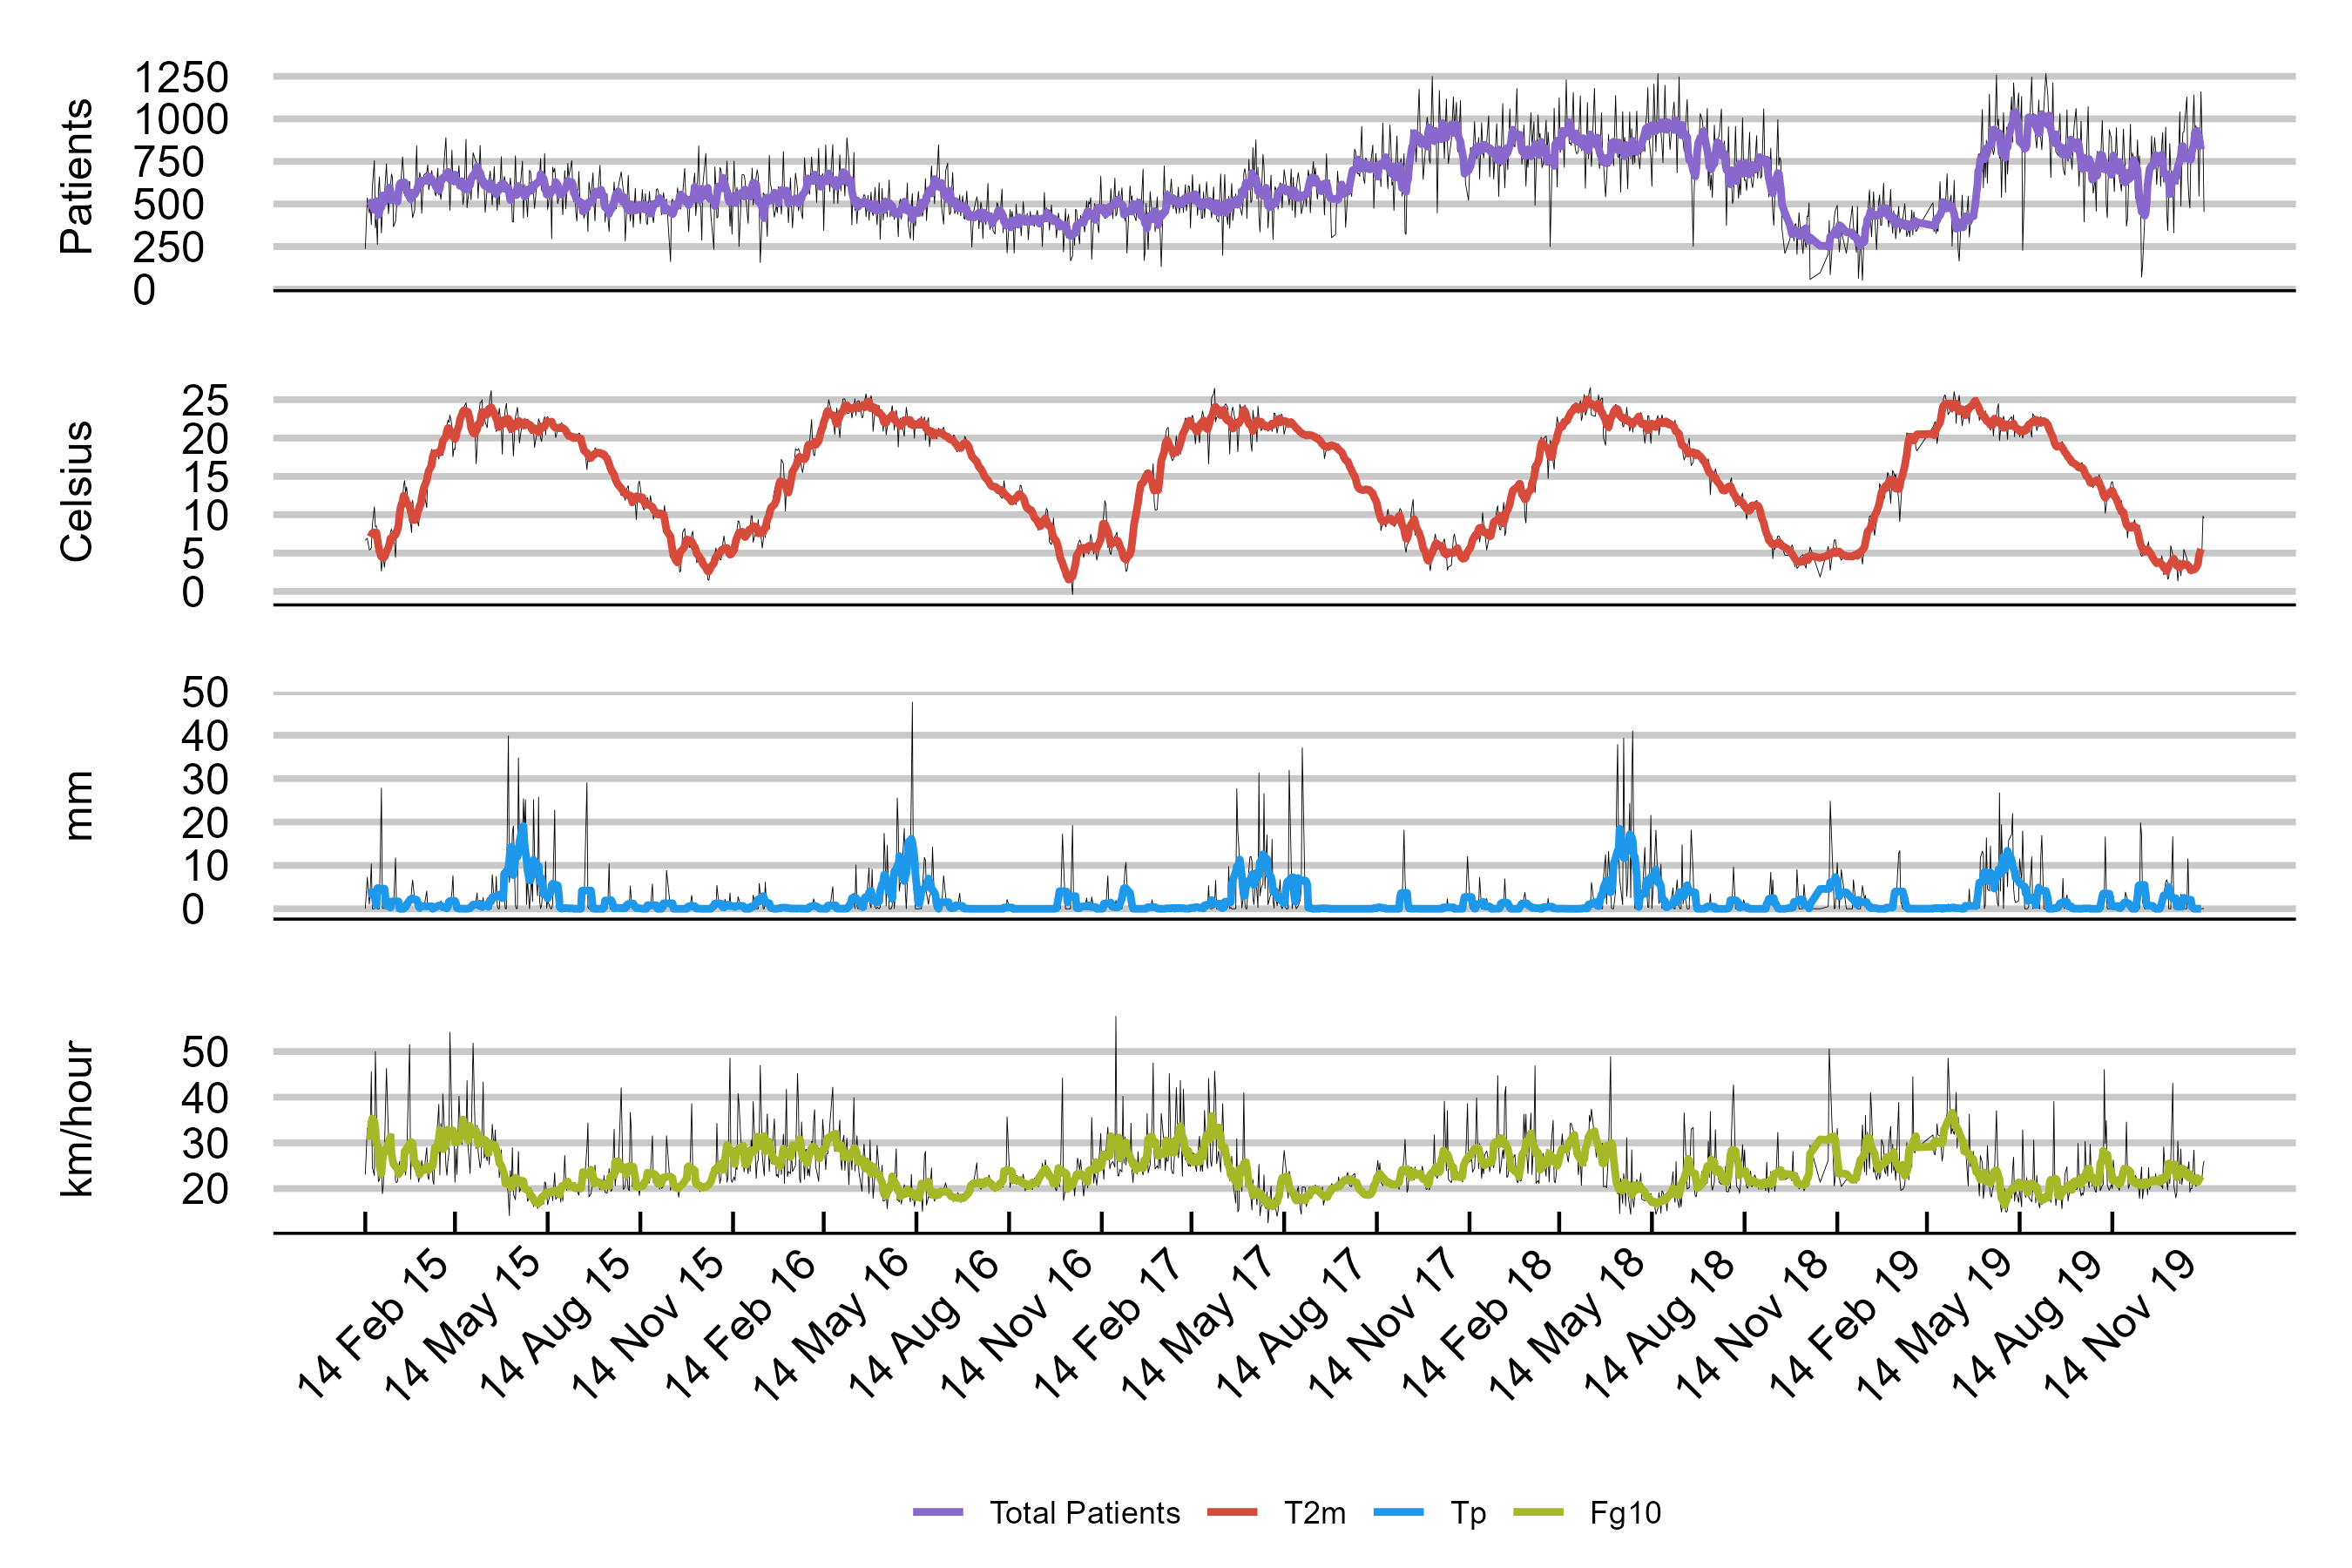 Patients
1250
1000
750
500
250
0
Celsius
25
20
15
10
5
0
mm
50
40
30
20
10
0
km/hour
50
40
30
20
14 Feb 15
14 May 15
14 Aug 15
14 Nov 15
14 Feb 16
14 May 16
14 Aug 16
14 Nov 16
14 Feb 17
14 May 17
14 Aug 17
14 Nov 17
14 Feb 18
14 May 18
14 Aug 18
14 Nov 18
14 Feb 19
14 May 19
14 Aug 19
14 Nov 19
Total Patients T2m Tp Fg10